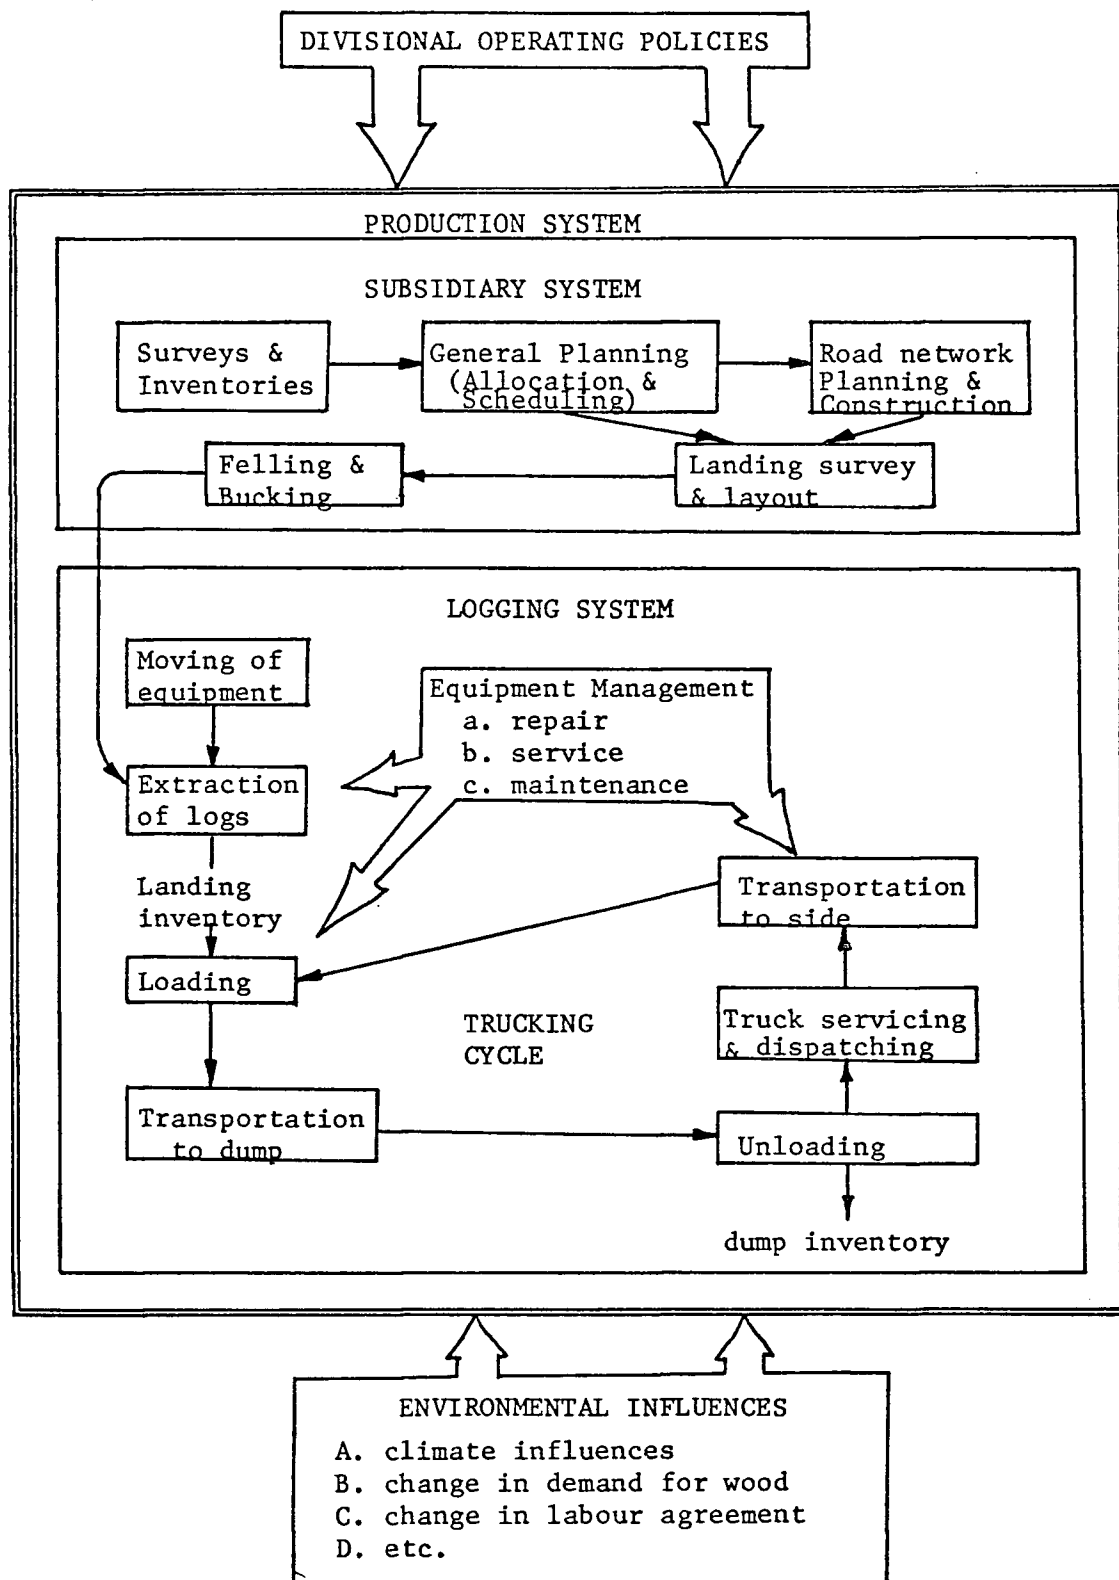 DIVISIONAL OPERATING POLICIES
PRODUCTION SYSTEM
SUBSIDIARY SYSTEM
Surveys &
Inventories
General Planning
(Allocation &
Scheduling)
Road network
Planning &
Construction
Felling &
Bucking
Landing survey
& layout
LOGGING SYSTEM
Moving of
equipment
Equipment Management
a. repair
b. service
c. maintenance
Extraction
of logs
Landing
inventory
Transportation
to side
Loading
TRUCKING
CYCLE
Truck servicing
& dispatching
Transportation
to dump
Unloading
dump inventory
ENVIRONMENTAL INFLUENCES
A. climate influences
B. change in demand for wood
C. change in labour agreement
D. etc.